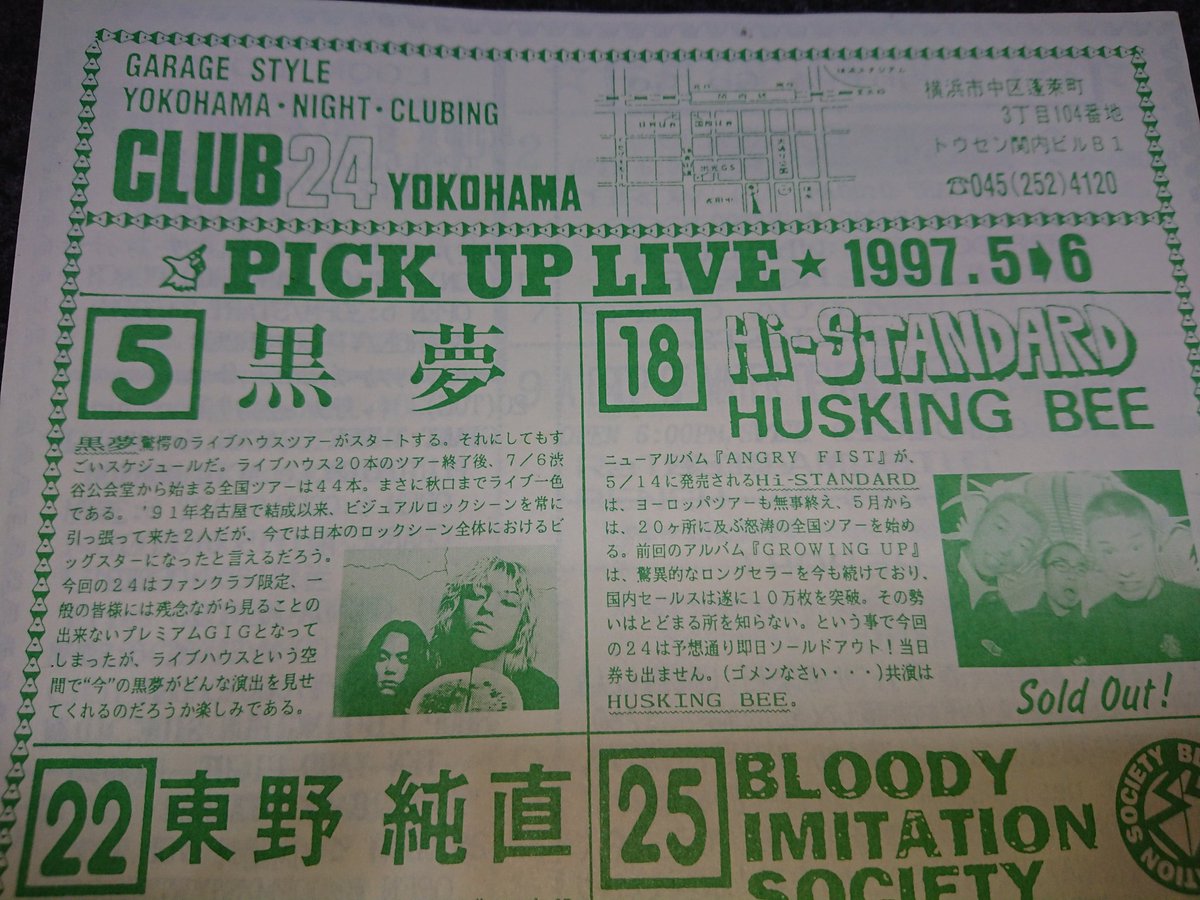 GARAGE STYLE
YOKOHAMA・NIGHT・CLUBING
CLUB24 YOKOHAMA
横浜市中区蓬莱町
3丁目104番地
トウセン関内ビルB1
☎045(252)4120
PICK UP LIVE★1997.5➡6
5 黒夢
黒夢驚愕のライブハウスツアーがスタートする。それにしてもす
ごいスケジュールだ。ライブハウス20本のツアー終了後、7/6渋
谷公会堂から始まる全国ツアーは44本。まさに秋口までライブ一色
である。'91年名古屋で結成以来、ビジュアルロックシーンを常に
引っ張って来た2人だが、今では日本のロックシーン全体におけるビ
ッグスターになったと言えるだろう。
今回の24はファンクラブ限定、一
般の皆様には残念ながら見ることの
出来ないプレミアムGIGとなって
しまったが、ライブハウスという空
間で“今”の黒夢がどんな演出を見せ
てくれるのだろうか楽しみである。
18 Hi-STANDARD
HUSKING BEE
ニューアルバム『ANGRY FIST』が、
5/14に発売されるHi-STANDARD
は、ヨーロッパツアーも無事終え、5月から
は、20ヶ所に及ぶ怒涛の全国ツアーを始め
る。前回のアルバム『GROWING UP』
は、驚異的なロングセラーを今も続けており、
国内セールスは遂に10万枚を突破。その勢
いはとどまる所を知らない。という事で今回
の24は予想通り即日ソールドアウト！当日
券も出ません。(ゴメンなさい・・・)共演は
HUSKING BEE。
Sold Out!
22 東野 純直
25 BLOODY
IMITATION
SOCIETY